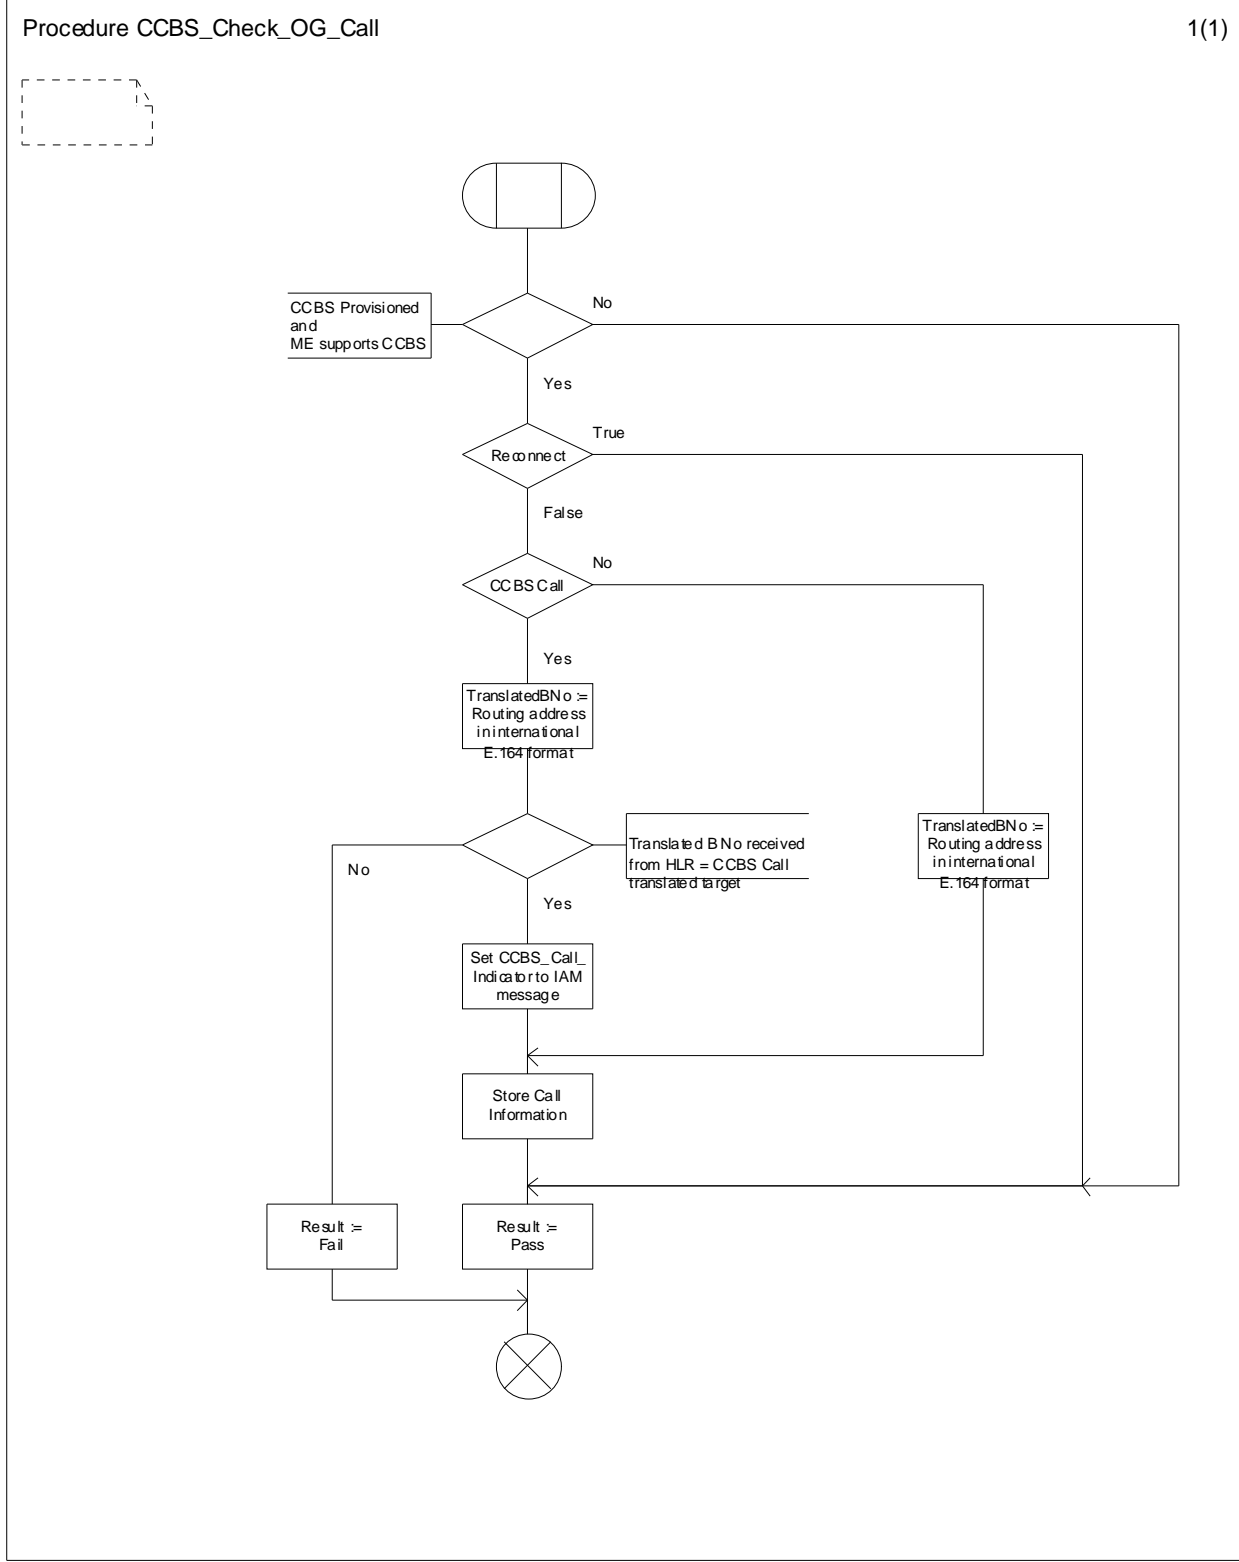 Procedure CCBS_Check_OG_Call
1(1)
CCBS Provisioned
and
ME supports CCBS
No
Yes
True
Reconnect
False
No
CCBS Call
Yes
TranslatedBNo :=
Routing address
in international
E.164 format
Translated BNo received
from HLR = CCBS Call
translated target
TranslatedBNo :=
Routing address
in international
E.164 format
No
Yes
Set CCBS_Call_
Indicator to IAM
message
Store Call
Information
Result :=
Fail
Result :=
Pass